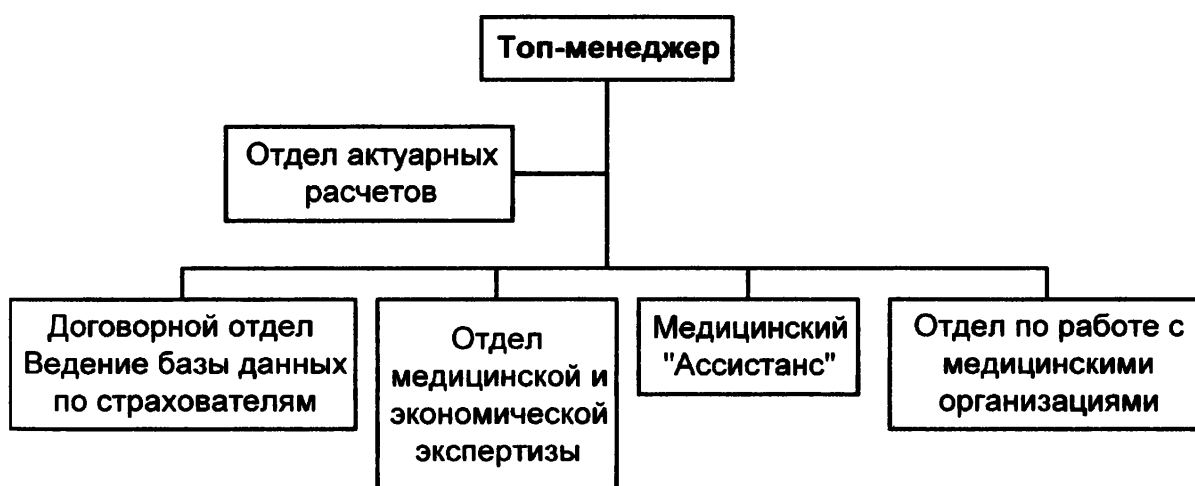 Топ-менеджер
Отдел актуарных
расчетов
Договорной отдел
Ведение базы данных
по страхователям
Отдел
медицинской и
экономической
экспертизы
Медицинский
"Ассистанс"
Отдел по работе с
медицинскими
организациями